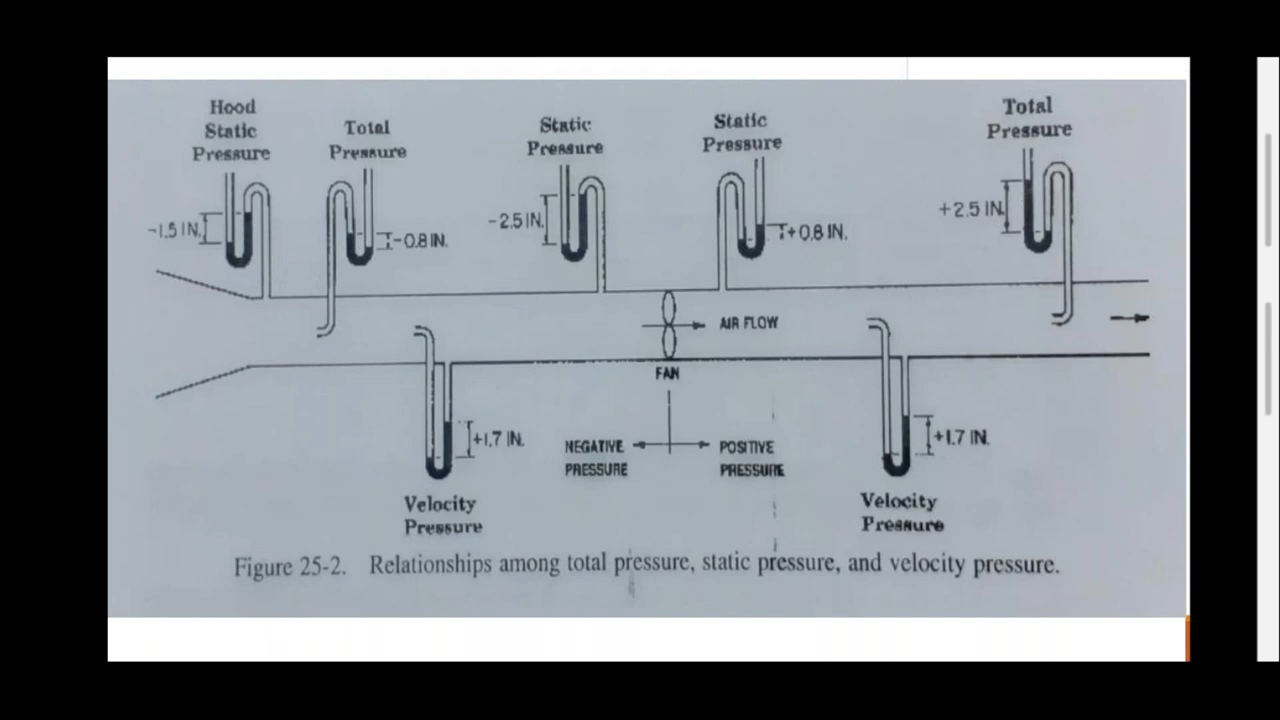 Hood
Static
Pressure
Total
Pressure
Static
Pressure
Static
Pressure
Total
Pressure
-1.5 IN.
-0.8 IN.
-2.5 IN.
+0.8 IN.
+2.5 IN.
AIR FLOW
FAN
+1.7 IN.
NEGATIVE
PRESSURE
POSITIVE
PRESSURE
+1.7 IN.
Velocity
Pressure
Velocity
Pressure
Figure 25-2. Relationships among total pressure, static pressure, and velocity pressure.